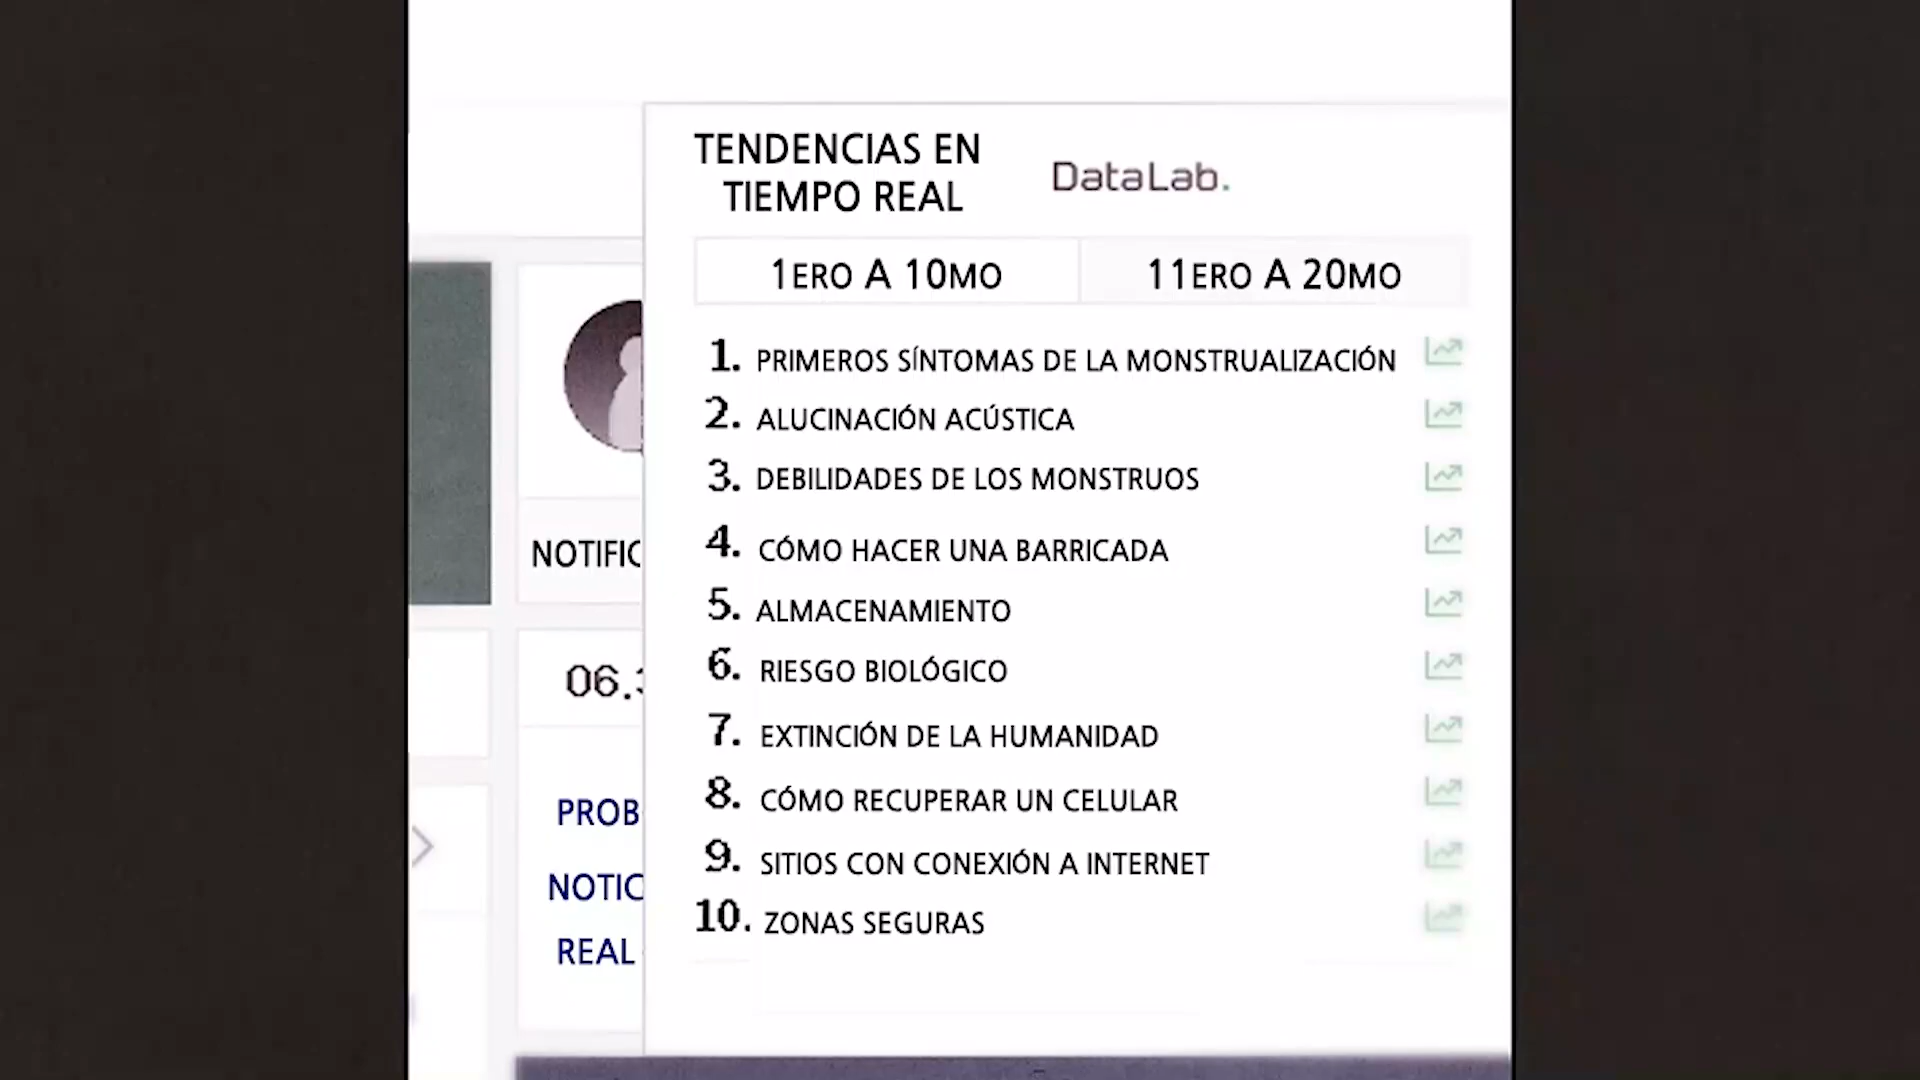 TENDENCIAS EN
TIEMPO REAL
DataLab.
1ERO A 10MO
11ERO A 20MO
1. PRIMEROS SÍNTOMAS DE LA MONSTRUALIZACIÓN
2. ALUCINACIÓN ACÚSTICA
3. DEBILIDADES DE LOS MONSTRUOS
4. CÓMO HACER UNA BARRICADA
5. ALMACENAMIENTO
6. RIESGO BIOLÓGICO
7. EXTINCIÓN DE LA HUMANIDAD
8. CÓMO RECUPERAR UN CELULAR
9. SITIOS CON CONEXIÓN A INTERNET
10. ZONAS SEGURAS
NOTIFIC
06.
PROB
NOTIC
REAL